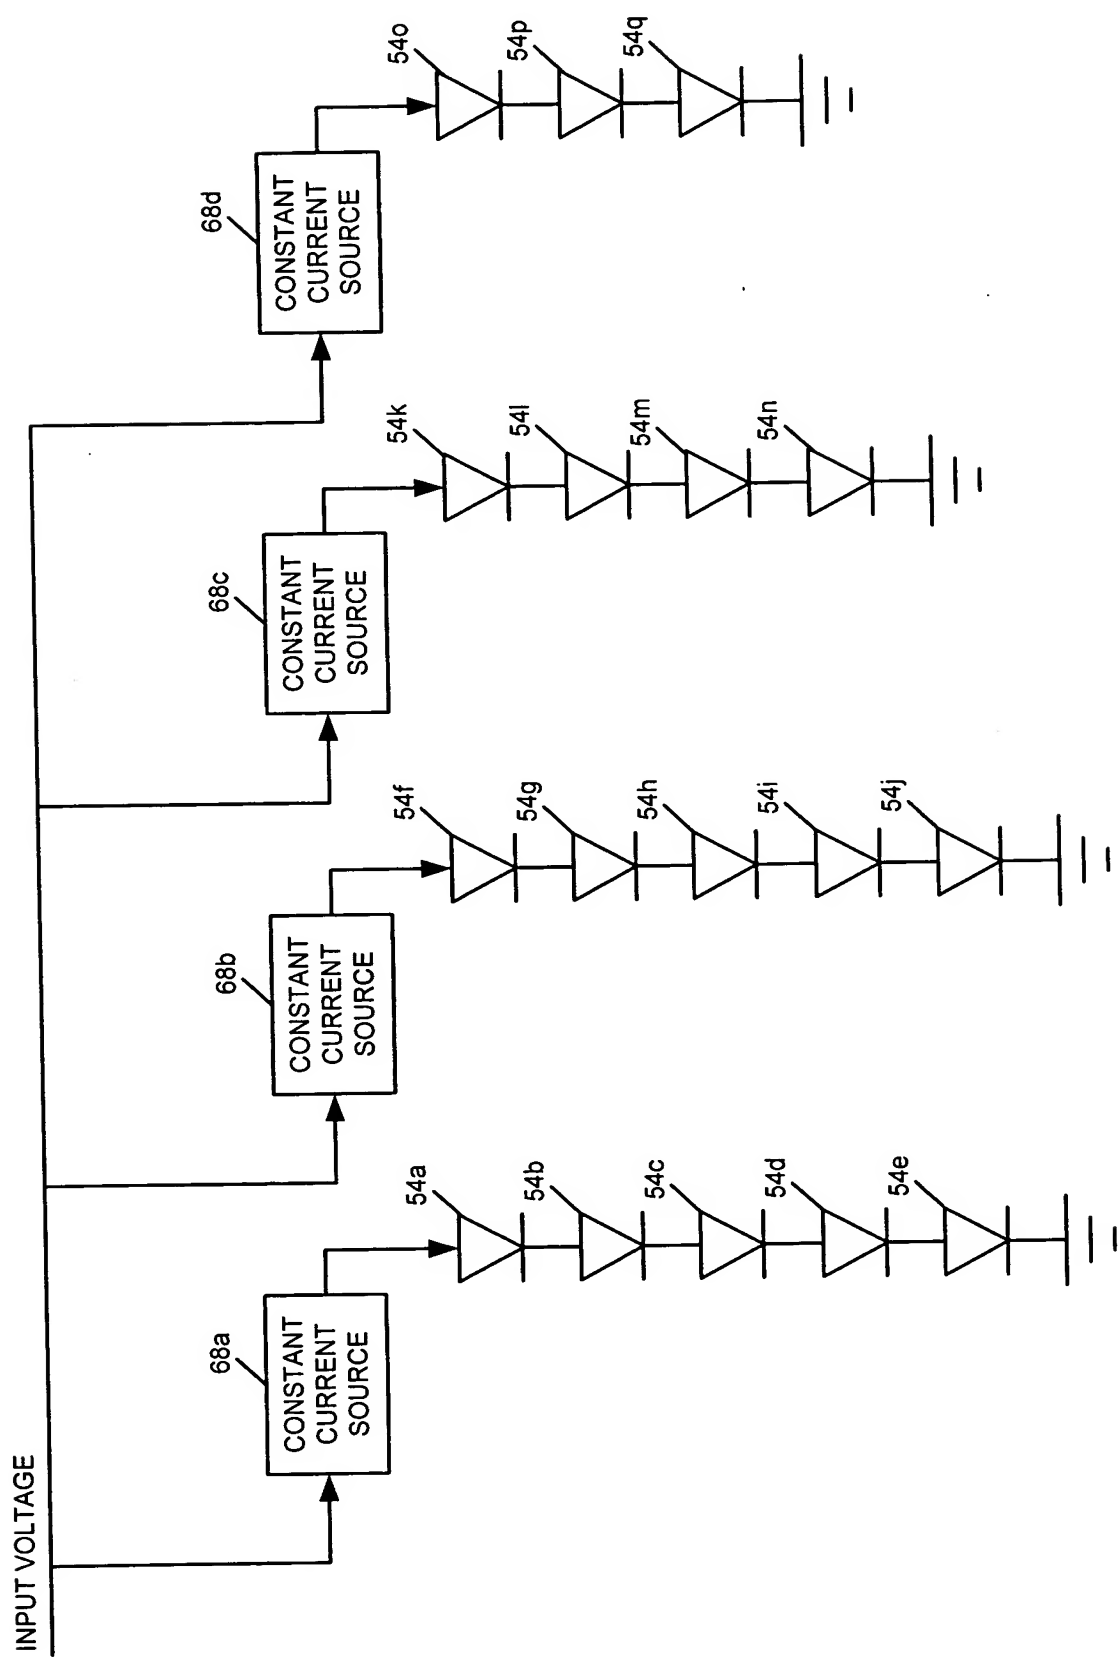 INPUT VOLTAGE
68a
CONSTANT
CURRENT
SOURCE
54a
54b
54c
54d
54e
68b
CONSTANT
CURRENT
SOURCE
54f
54g
54h
54i
54j
68c
CONSTANT
CURRENT
SOURCE
54k
54l
54m
54n
68d
CONSTANT
CURRENT
SOURCE
54o
54p
54q